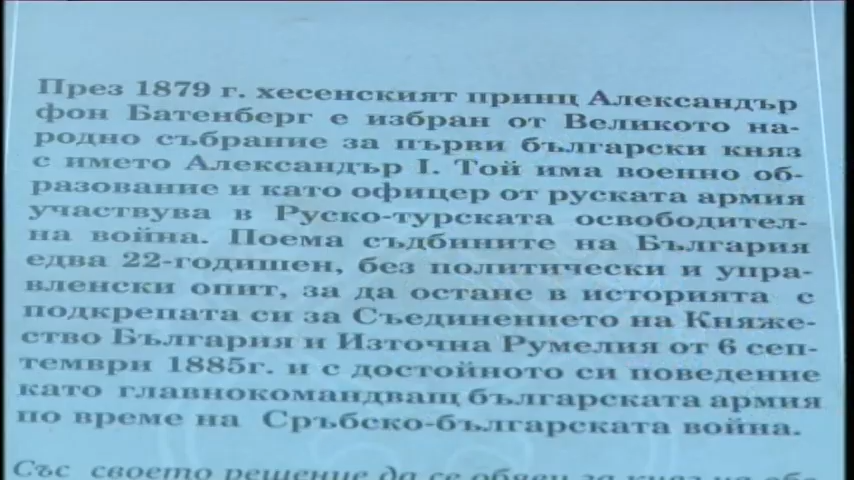 През 1879 г. хесенският принц Александър
фон Батенберг е избран от Великото на-
родно събрание за първи български княз
с името Александър I. Той има военно об-
разование и като офицер от руската армия
участвува в Руско-турската освободител-
на война. Поема съдбините на България
едва 22-годишен, без политически и упра-
вленски опит, за да остане в историята с
подкрепата си за Съединението на Княже-
ство България и Източна Румелия от 6 сеп-
тември 1885г. и с достойното си поведение
като главнокомандващ българската армия
по време на Сръбско-българската война.
Със своето решение да се обяви за княз на